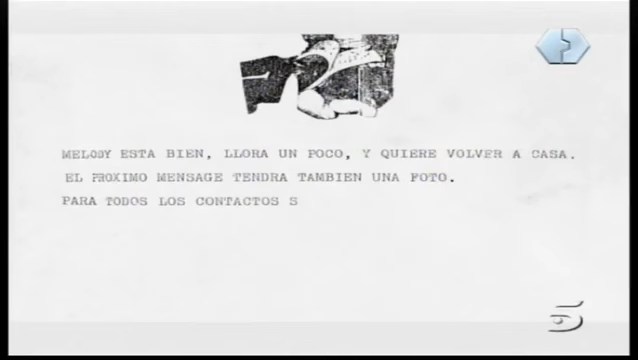 MELODY ESTA BIEN, LLORA UN POCO, Y QUIERE VOLVER A CASA.
EL PROXIMO MENSAGE TENDRA TAMBIEN UNA FOTO.
PARA TODOS LOS CONTACTOS S
5